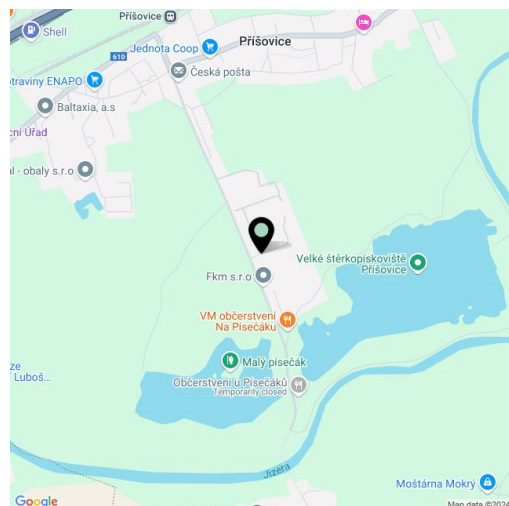 Příšovice
Shell
Jednota Coop
Příšovice
610
Česká pošta
otraviny ENAPO
Baltaxia, a.s
cní Úřad
al - obaly s.r.o
Velké štěrkopískoviště
Příšovice
Fkm s.r.o
VM občerstvení
Na Písečáku
Malý písečák
ze
Luboš...
Občerstvení u Písečáků
Temporarily closed
Jizera
Moštárna Mokrý
Google
Map data ©2024